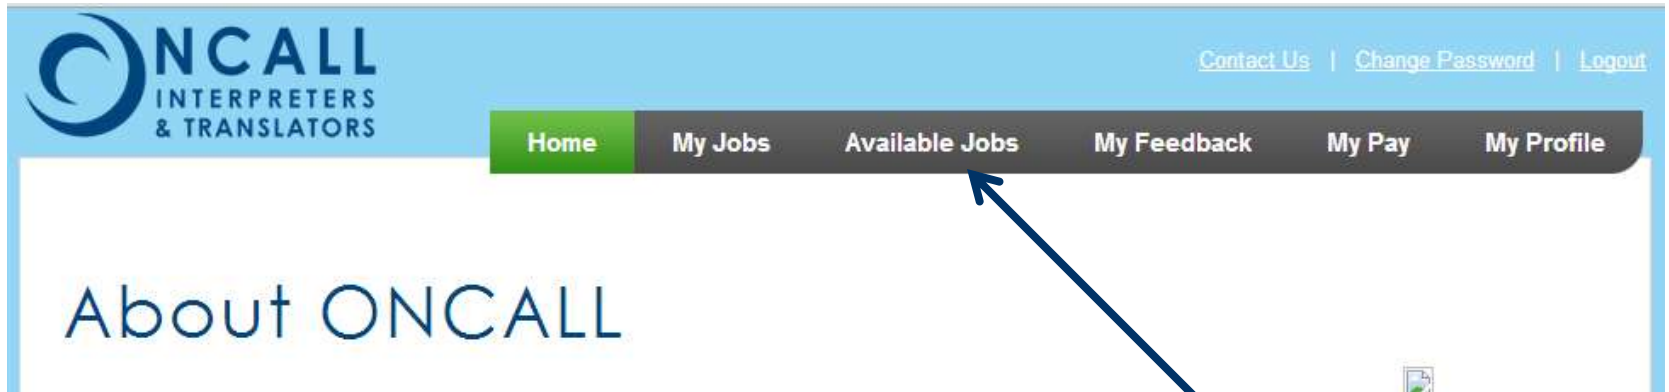 ONCALL
INTERPRETERS
& TRANSLATORS
Contact Us | Change Password | Logout
Home My Jobs Available Jobs My Feedback My Pay My Profile
About ONCALL